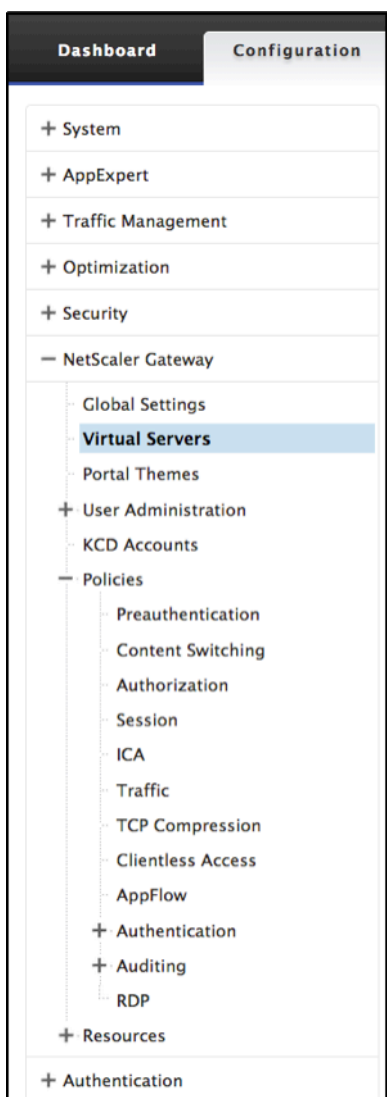 Dashboard Configuration
+ System
+ AppExpert
+ Traffic Management
+ Optimization
+ Security
− NetScaler Gateway
Global Settings
Virtual Servers
Portal Themes
+ User Administration
KCD Accounts
− Policies
Preauthentication
Content Switching
Authorization
Session
ICA
Traffic
TCP Compression
Clientless Access
AppFlow
+ Authentication
+ Auditing
RDP
+ Resources
+ Authentication